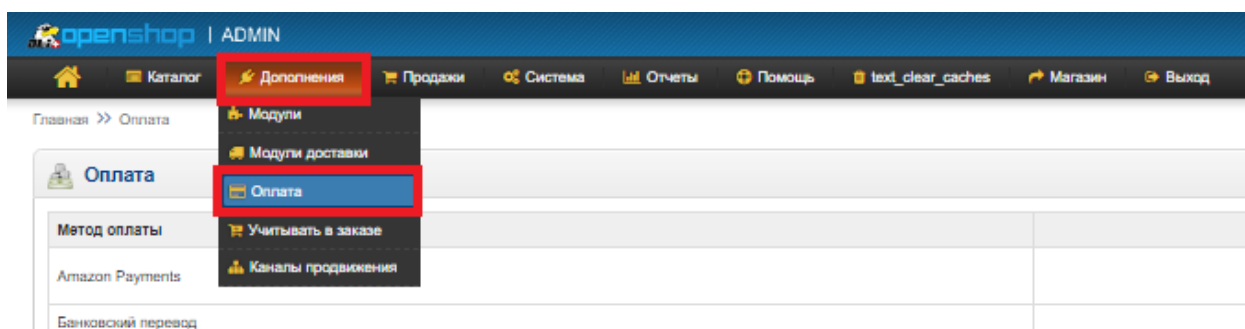 openshop | ADMIN
Каталог Дополнения Продажи Система Отчеты Помощь text_clear_caches Магазин Выход
Главная >> Оплата
Модули
Модули доставки
Оплата
Оплата
Метод оплаты
Учитывать в заказе
Каналы продвижения
Amazon Payments
Банковский перевод